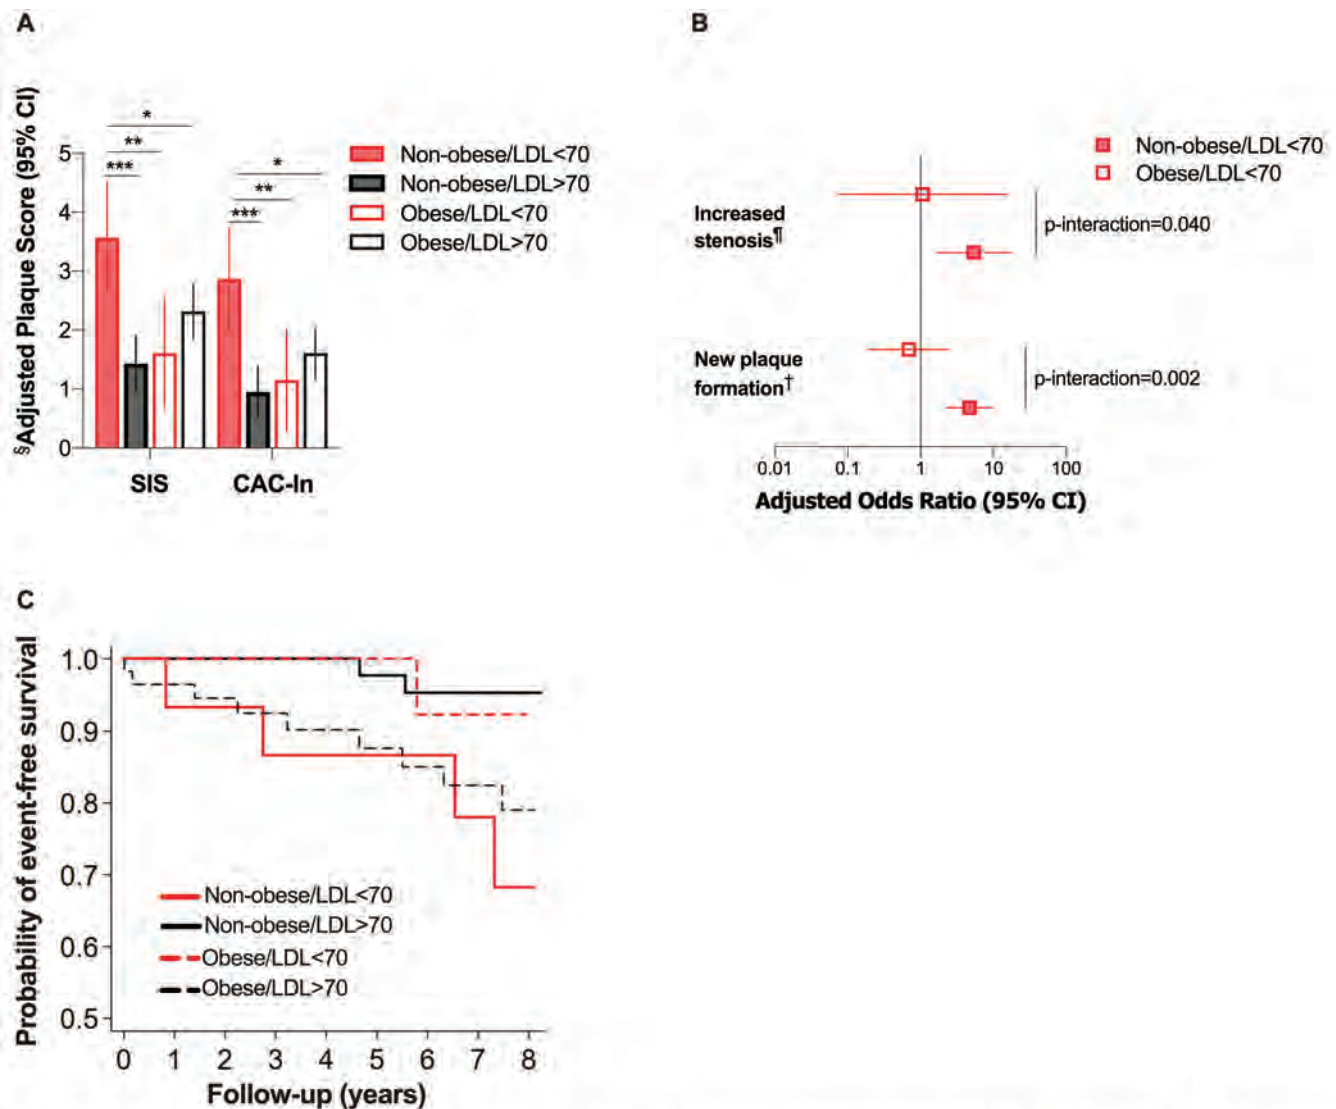 A
§Adjusted Plaque Score (95% CI)
5
4
3
2
1
0
*
**
***
*
**
***
SIS
CAC-ln
Non-obese/LDL<70
Non-obese/LDL>70
Obese/LDL<70
Obese/LDL>70
B
Non-obese/LDL<70
Obese/LDL<70
Increased
stenosis¶
p-interaction=0.040
New plaque
formation†
p-interaction=0.002
0.01
0.1
1
10
100
Adjusted Odds Ratio (95% CI)
C
Probability of event-free survival
1.0
0.9
0.8
0.7
0.6
0.5
Non-obese/LDL<70
Non-obese/LDL>70
Obese/LDL<70
Obese/LDL>70
0 1 2 3 4 5 6 7 8
Follow-up (years)